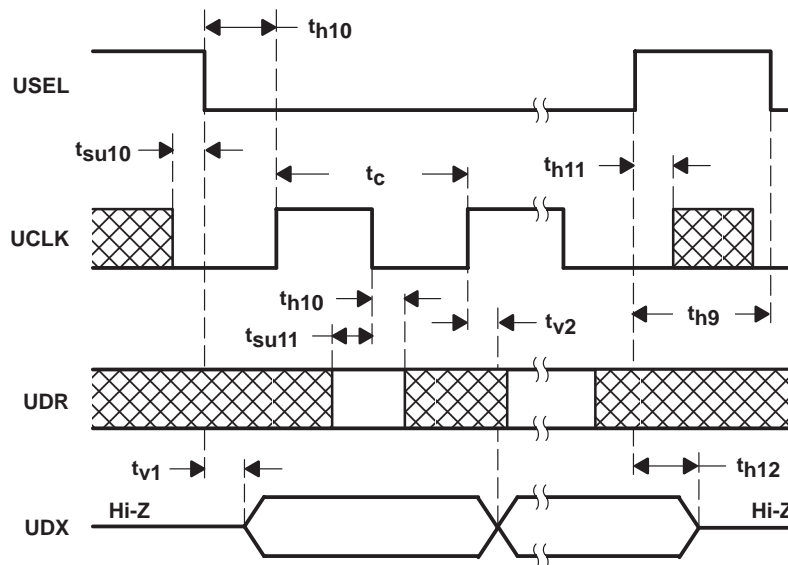 th10
USEL
tsu10
th11
tc
UCLK
th10
tsu11
tv2
th9
UDR
tv1
th12
Hi-Z
Hi-Z
UDX